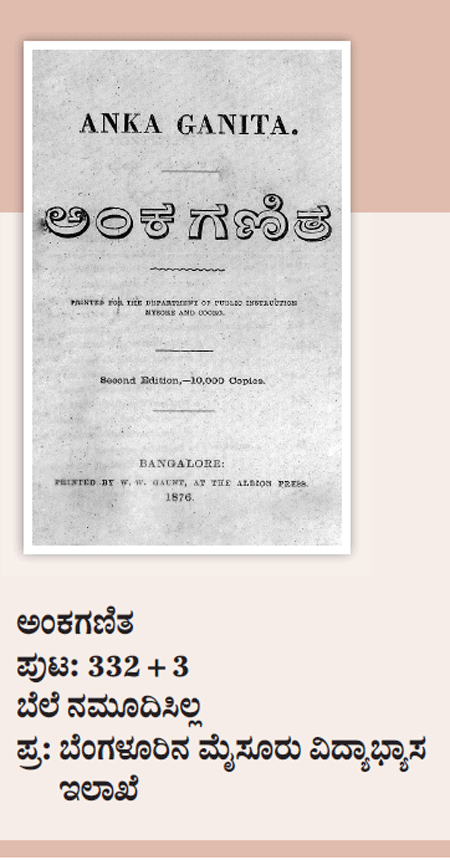 ANKA GANITA.
ಅಂಕ ಗಣಿತ
PRINTED FOR THE DEPARTMENT OF PUBLIC INSTRUCTION
MYSORE AND COORG.
Second Edition,—10,000 Copies.
BANGALORE:
PRINTED BY W. W. GAUNT, AT THE ALBION PRESS.
1876.
ಅಂಕಗಣಿತ
ಪುಟ: 332 + 3
ಬೆಲೆ ನಮೂದಿಸಿಲ್ಲ
ಪ್ರ: ಬೆಂಗಳೂರಿನ ಮೈಸೂರು ವಿದ್ಯಾಭ್ಯಾಸ
ಇಲಾಖೆ